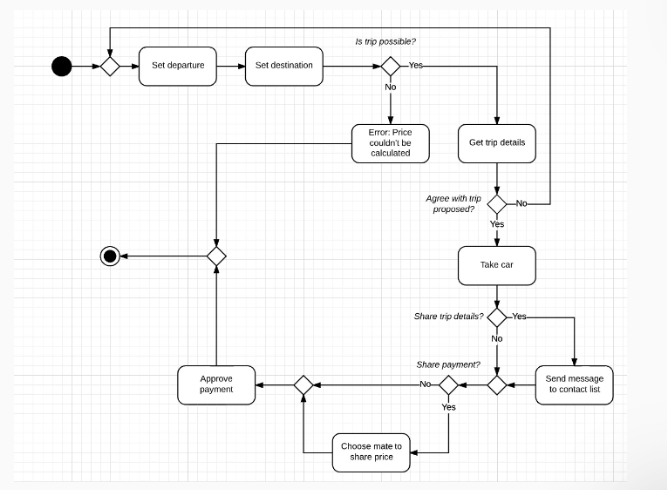 Is trip possible?
Set departure
Set destination
Yes
No
Error: Price
couldn't be
calculated
Get trip details
Agree with trip
proposed?
No
Yes
Take car
Share trip details?
Yes
No
Share payment?
Approve
payment
No
Send message
to contact list
Yes
Choose mate to
share price